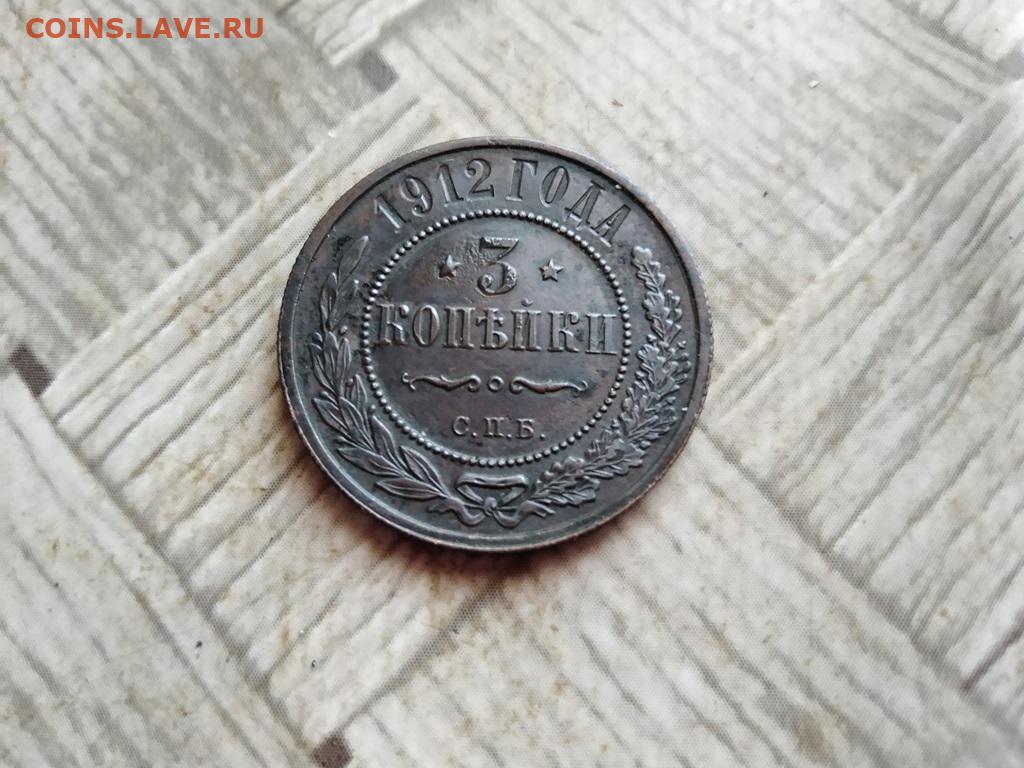 COINS.LAVE.RU
1912 ГОДА
3
КОПѢЙКИ
С.П.Б.